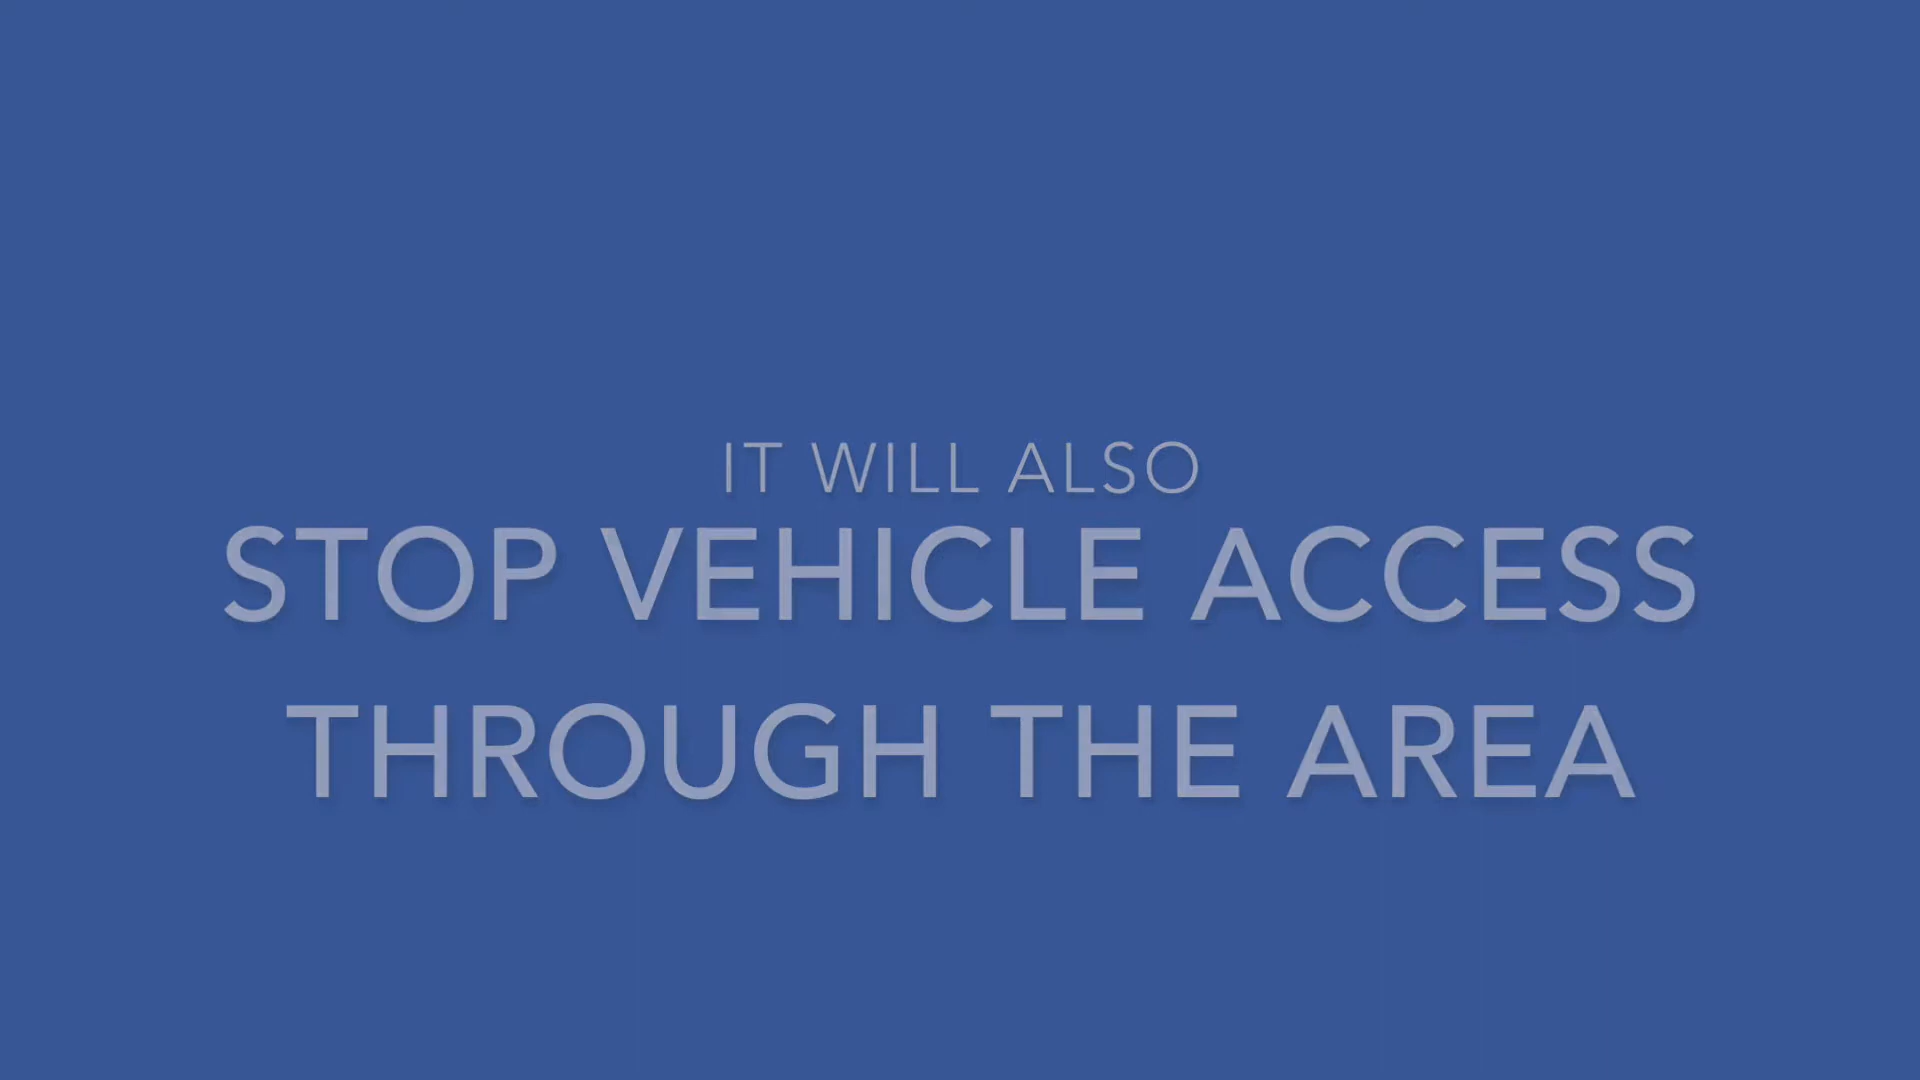 IT WILL ALSO
STOP VEHICLE ACCESS
THROUGH THE AREA